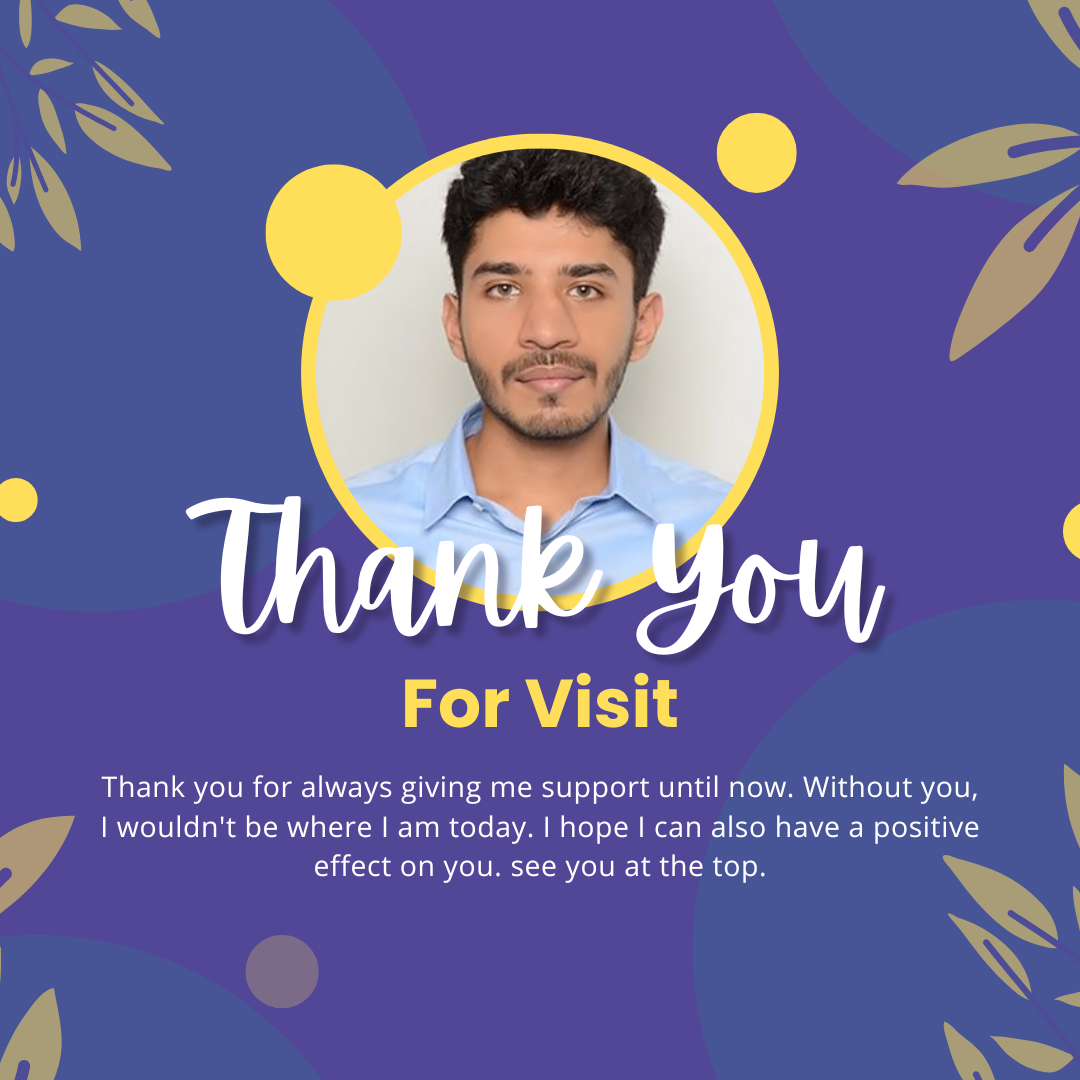 Thank You
For Visit
Thank you for always giving me support until now. Without you,
I wouldn't be where I am today. I hope I can also have a positive
effect on you. see you at the top.